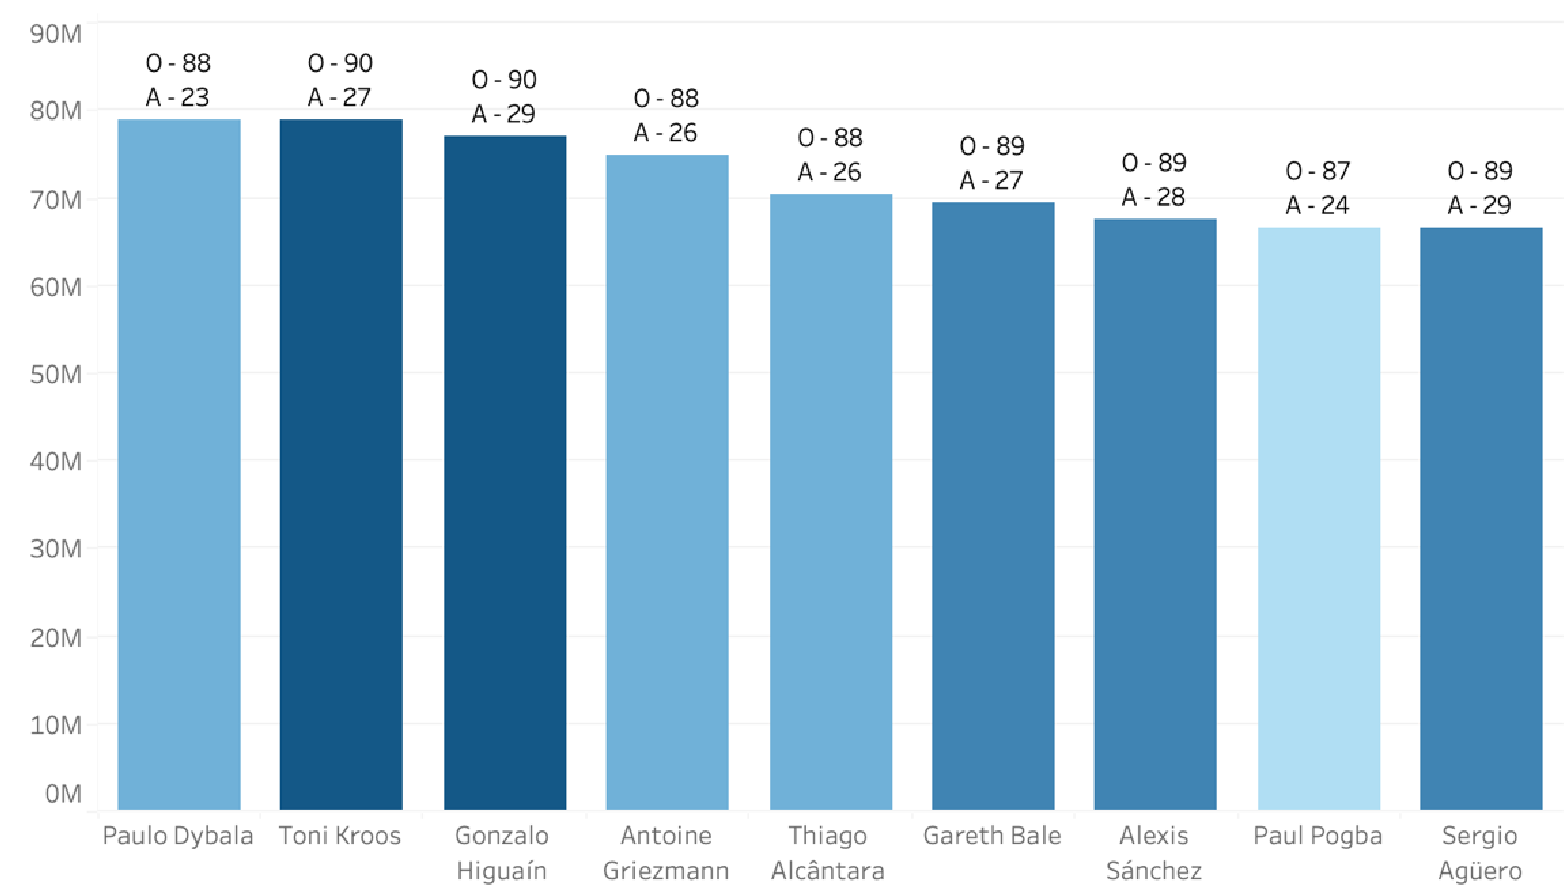 90M
80M
70M
60M
50M
40M
30M
20M
10M
0M
O - 88
A - 23
O - 90
A - 27
O - 90
A - 29
O - 88
A - 26
O - 88
A - 26
O - 89
A - 27
O - 89
A - 28
O - 87
A - 24
O - 89
A - 29
Paulo Dybala
Toni Kroos
Gonzalo
Higuaín
Antoine
Griezmann
Thiago
Alcântara
Gareth Bale
Alexis
Sánchez
Paul Pogba
Sergio
Agüero